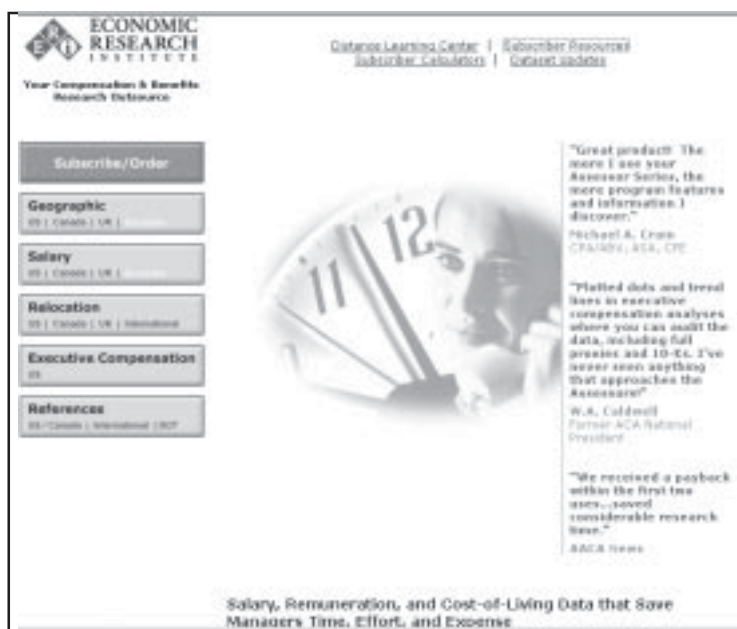 ERI
ECONOMIC
RESEARCH
INSTITUTE
Your Compensation & Benefits
Research Outsource
Distance Learning Center | Subscriber Resources
Subscriber Calculators | Dataset Updates
Subscribe/Order
Geographic
US | Canada | UK |
Salary
US | Canada | UK |
Relocation
US | Canada | UK | International
Executive Compensation
US
References
US/Canada | International | DOT
11 12
"Great product! The
more I use your
Assessor Series, the
more program features
and information I
discover."
Michael A. Crain
CPA/ABV, ASA, CFE
"Plotted dots and trend
lines in executive
compensation analyses
where you can audit the
data, including full
proxies and 10-Ks. I've
never seen anything
that approaches the
Assessors!"
W.A. Caldwell
Former ACA National
President
"We received a payback
within the first two
uses...saved
considerable research
time."
AACA News
Salary, Remuneration, and Cost-of-Living Data that Save
Managers Time, Effort, and Expense